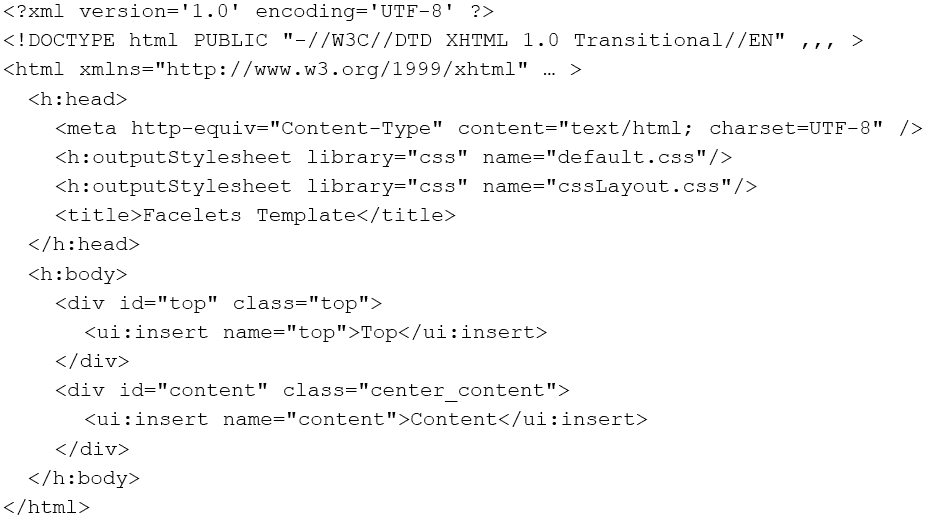 <?xml version='1.0' encoding='UTF-8' ?>
<!DOCTYPE html PUBLIC "-//W3C//DTD XHTML 1.0 Transitional//EN" ,,, >
<html xmlns="http://www.w3.org/1999/xhtml" … >
<h:head>
<meta http-equiv="Content-Type" content="text/html; charset=UTF-8" />
<h:outputStylesheet library="css" name="default.css"/>
<h:outputStylesheet library="css" name="cssLayout.css"/>
<title>Facelets Template</title>
</h:head>
<h:body>
<div id="top" class="top">
<ui:insert name="top">Top</ui:insert>
</div>
<div id="content" class="center_content">
<ui:insert name="content">Content</ui:insert>
</div>
</h:body>
</html>